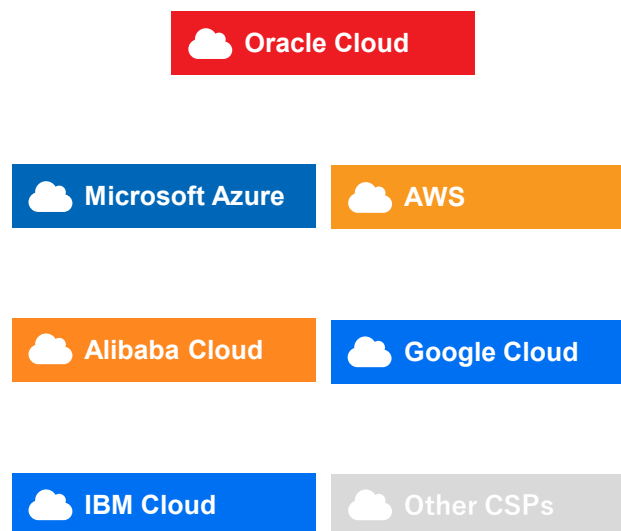 Oracle Cloud
Microsoft Azure
AWS
Alibaba Cloud
Google Cloud
IBM Cloud
Other CSPs